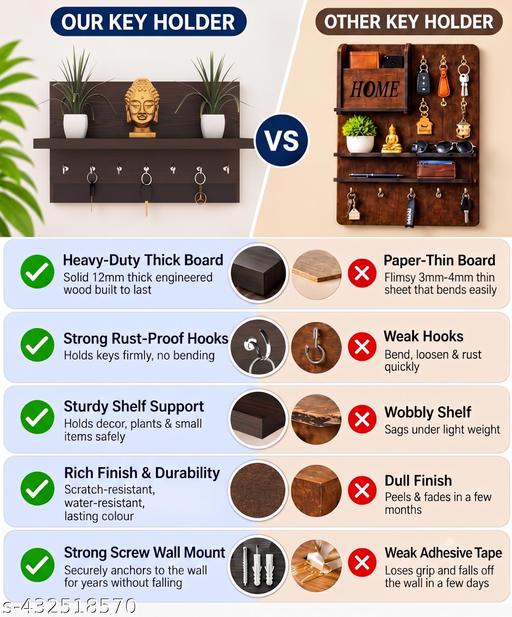 OUR KEY HOLDER
OTHER KEY HOLDER
HOME
VS
Heavy-Duty Thick Board
Solid 12mm thick engineered
wood built to last
Paper-Thin Board
Flimsy 3mm-4mm thin
sheet that bends easily
Strong Rust-Proof Hooks
Holds keys firmly, no bending
Weak Hooks
Bend, loosen & rust
quickly
Sturdy Shelf Support
Holds decor, plants & small
items safely
Wobbly Shelf
Sags under light weight
Rich Finish & Durability
Scratch-resistant,
water-resistant,
lasting colour
Dull Finish
Peels & fades in a few
months
Strong Screw Wall Mount
Securely anchors to the wall
for years without falling
Weak Adhesive Tape
Loses grip and falls off
the wall in a few days
s-432518570